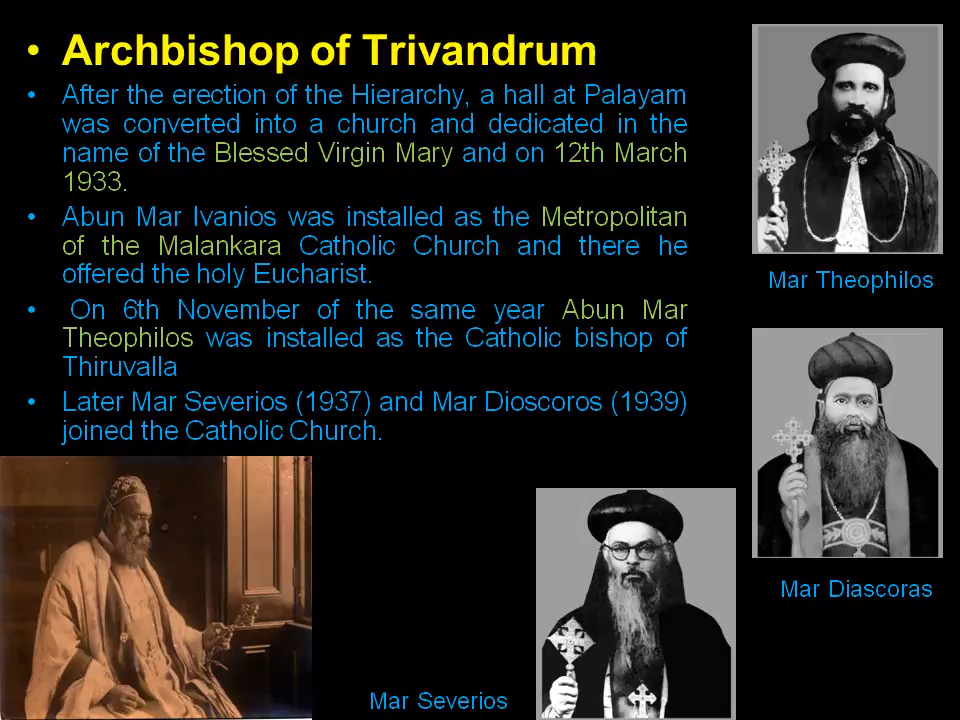 • Archbishop of Trivandrum
• After the erection of the Hierarchy, a hall at Palayam
was converted into a church and dedicated in the
name of the Blessed Virgin Mary and on 12th March
1933.
• Abun Mar Ivanios was installed as the Metropolitan
of the Malankara Catholic Church and there he
offered the holy Eucharist.
• On 6th November of the same year Abun Mar
Theophilos was installed as the Catholic bishop of
Thiruvalla
• Later Mar Severios (1937) and Mar Dioscoros (1939)
joined the Catholic Church.
Mar Theophilos
Mar Diascoras
Mar Severios